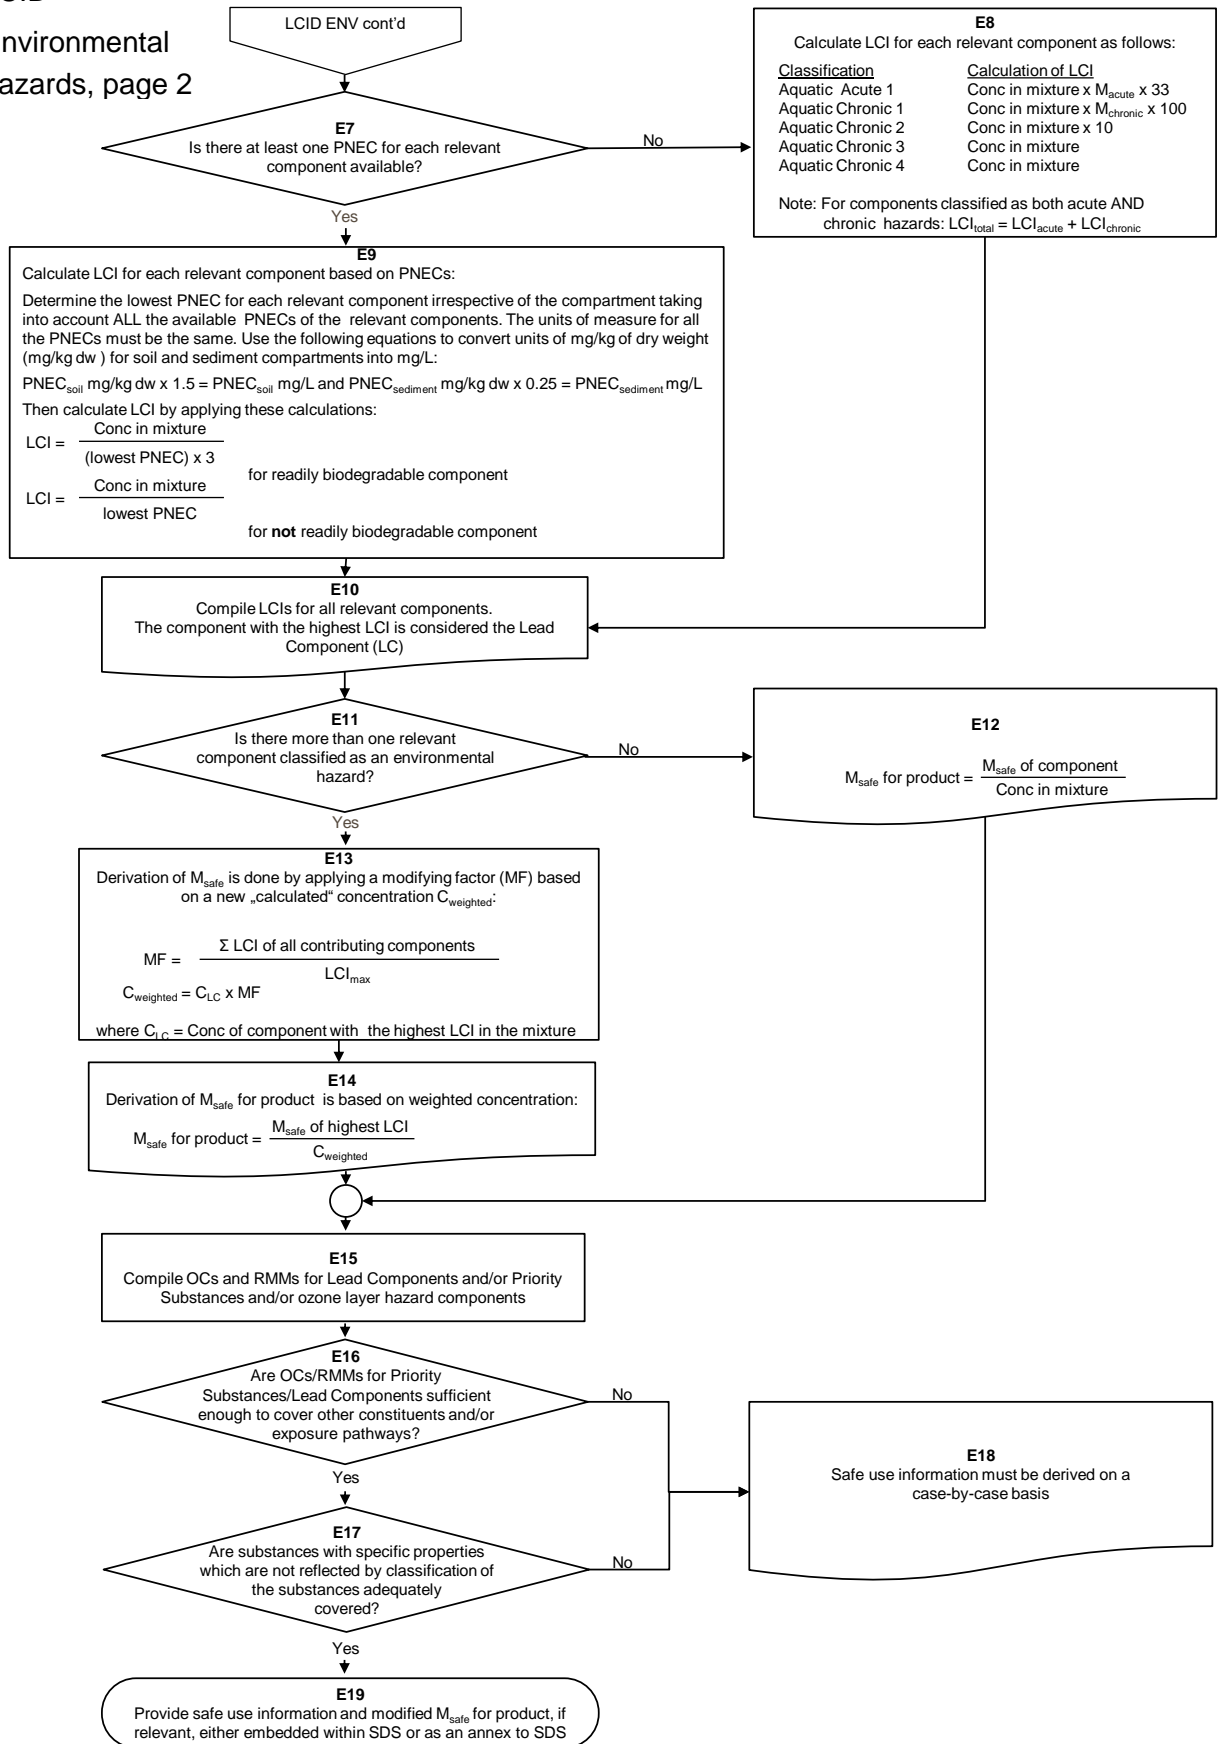 nvironmental
azards, page 2
LCID ENV cont'd
E7
Is there at least one PNEC for each relevant
component available?
No
Yes
E8
Calculate LCI for each relevant component as follows:
Classification Calculation of LCI
Aquatic Acute 1 Conc in mixture x Macute x 33
Aquatic Chronic 1 Conc in mixture x Mchronic x 100
Aquatic Chronic 2 Conc in mixture x 10
Aquatic Chronic 3 Conc in mixture
Aquatic Chronic 4 Conc in mixture
Note: For components classified as both acute AND
chronic hazards: LCItotal = LCIacute + LCIchronic
E9
Calculate LCI for each relevant component based on PNECs:
Determine the lowest PNEC for each relevant component irrespective of the compartment taking
into account ALL the available PNECs of the relevant components. The units of measure for all
the PNECs must be the same. Use the following equations to convert units of mg/kg of dry weight
(mg/kg dw ) for soil and sediment compartments into mg/L:
PNECsoil mg/kg dw x 1.5 = PNECsoil mg/L and PNECsediment mg/kg dw x 0.25 = PNECsediment mg/L
Then calculate LCI by applying these calculations:
LCI = Conc in mixture
(lowest PNEC) x 3
for readily biodegradable component
LCI = Conc in mixture
lowest PNEC
for not readily biodegradable component
E10
Compile LCIs for all relevant components.
The component with the highest LCI is considered the Lead
Component (LC)
E11
Is there more than one relevant
component classified as an environmental
hazard?
No
Yes
E12
Msafe for product = Msafe of component
Conc in mixture
E13
Derivation of Msafe is done by applying a modifying factor (MF) based
on a new „calculated“ concentration Cweighted:
MF = Σ LCI of all contributing components
LCImax
Cweighted = CLC x MF
where CLC = Conc of component with the highest LCI in the mixture
E14
Derivation of Msafe for product is based on weighted concentration:
Msafe for product = Msafe of highest LCI
Cweighted
E15
Compile OCs and RMMs for Lead Components and/or Priority
Substances and/or ozone layer hazard components
E16
Are OCs/RMMs for Priority
Substances/Lead Components sufficient
enough to cover other constituents and/or
exposure pathways?
No
Yes
E17
Are substances with specific properties
which are not reflected by classification of
the substances adequately
covered?
No
Yes
E18
Safe use information must be derived on a
case-by-case basis
E19
Provide safe use information and modified Msafe for product, if
relevant, either embedded within SDS or as an annex to SDS